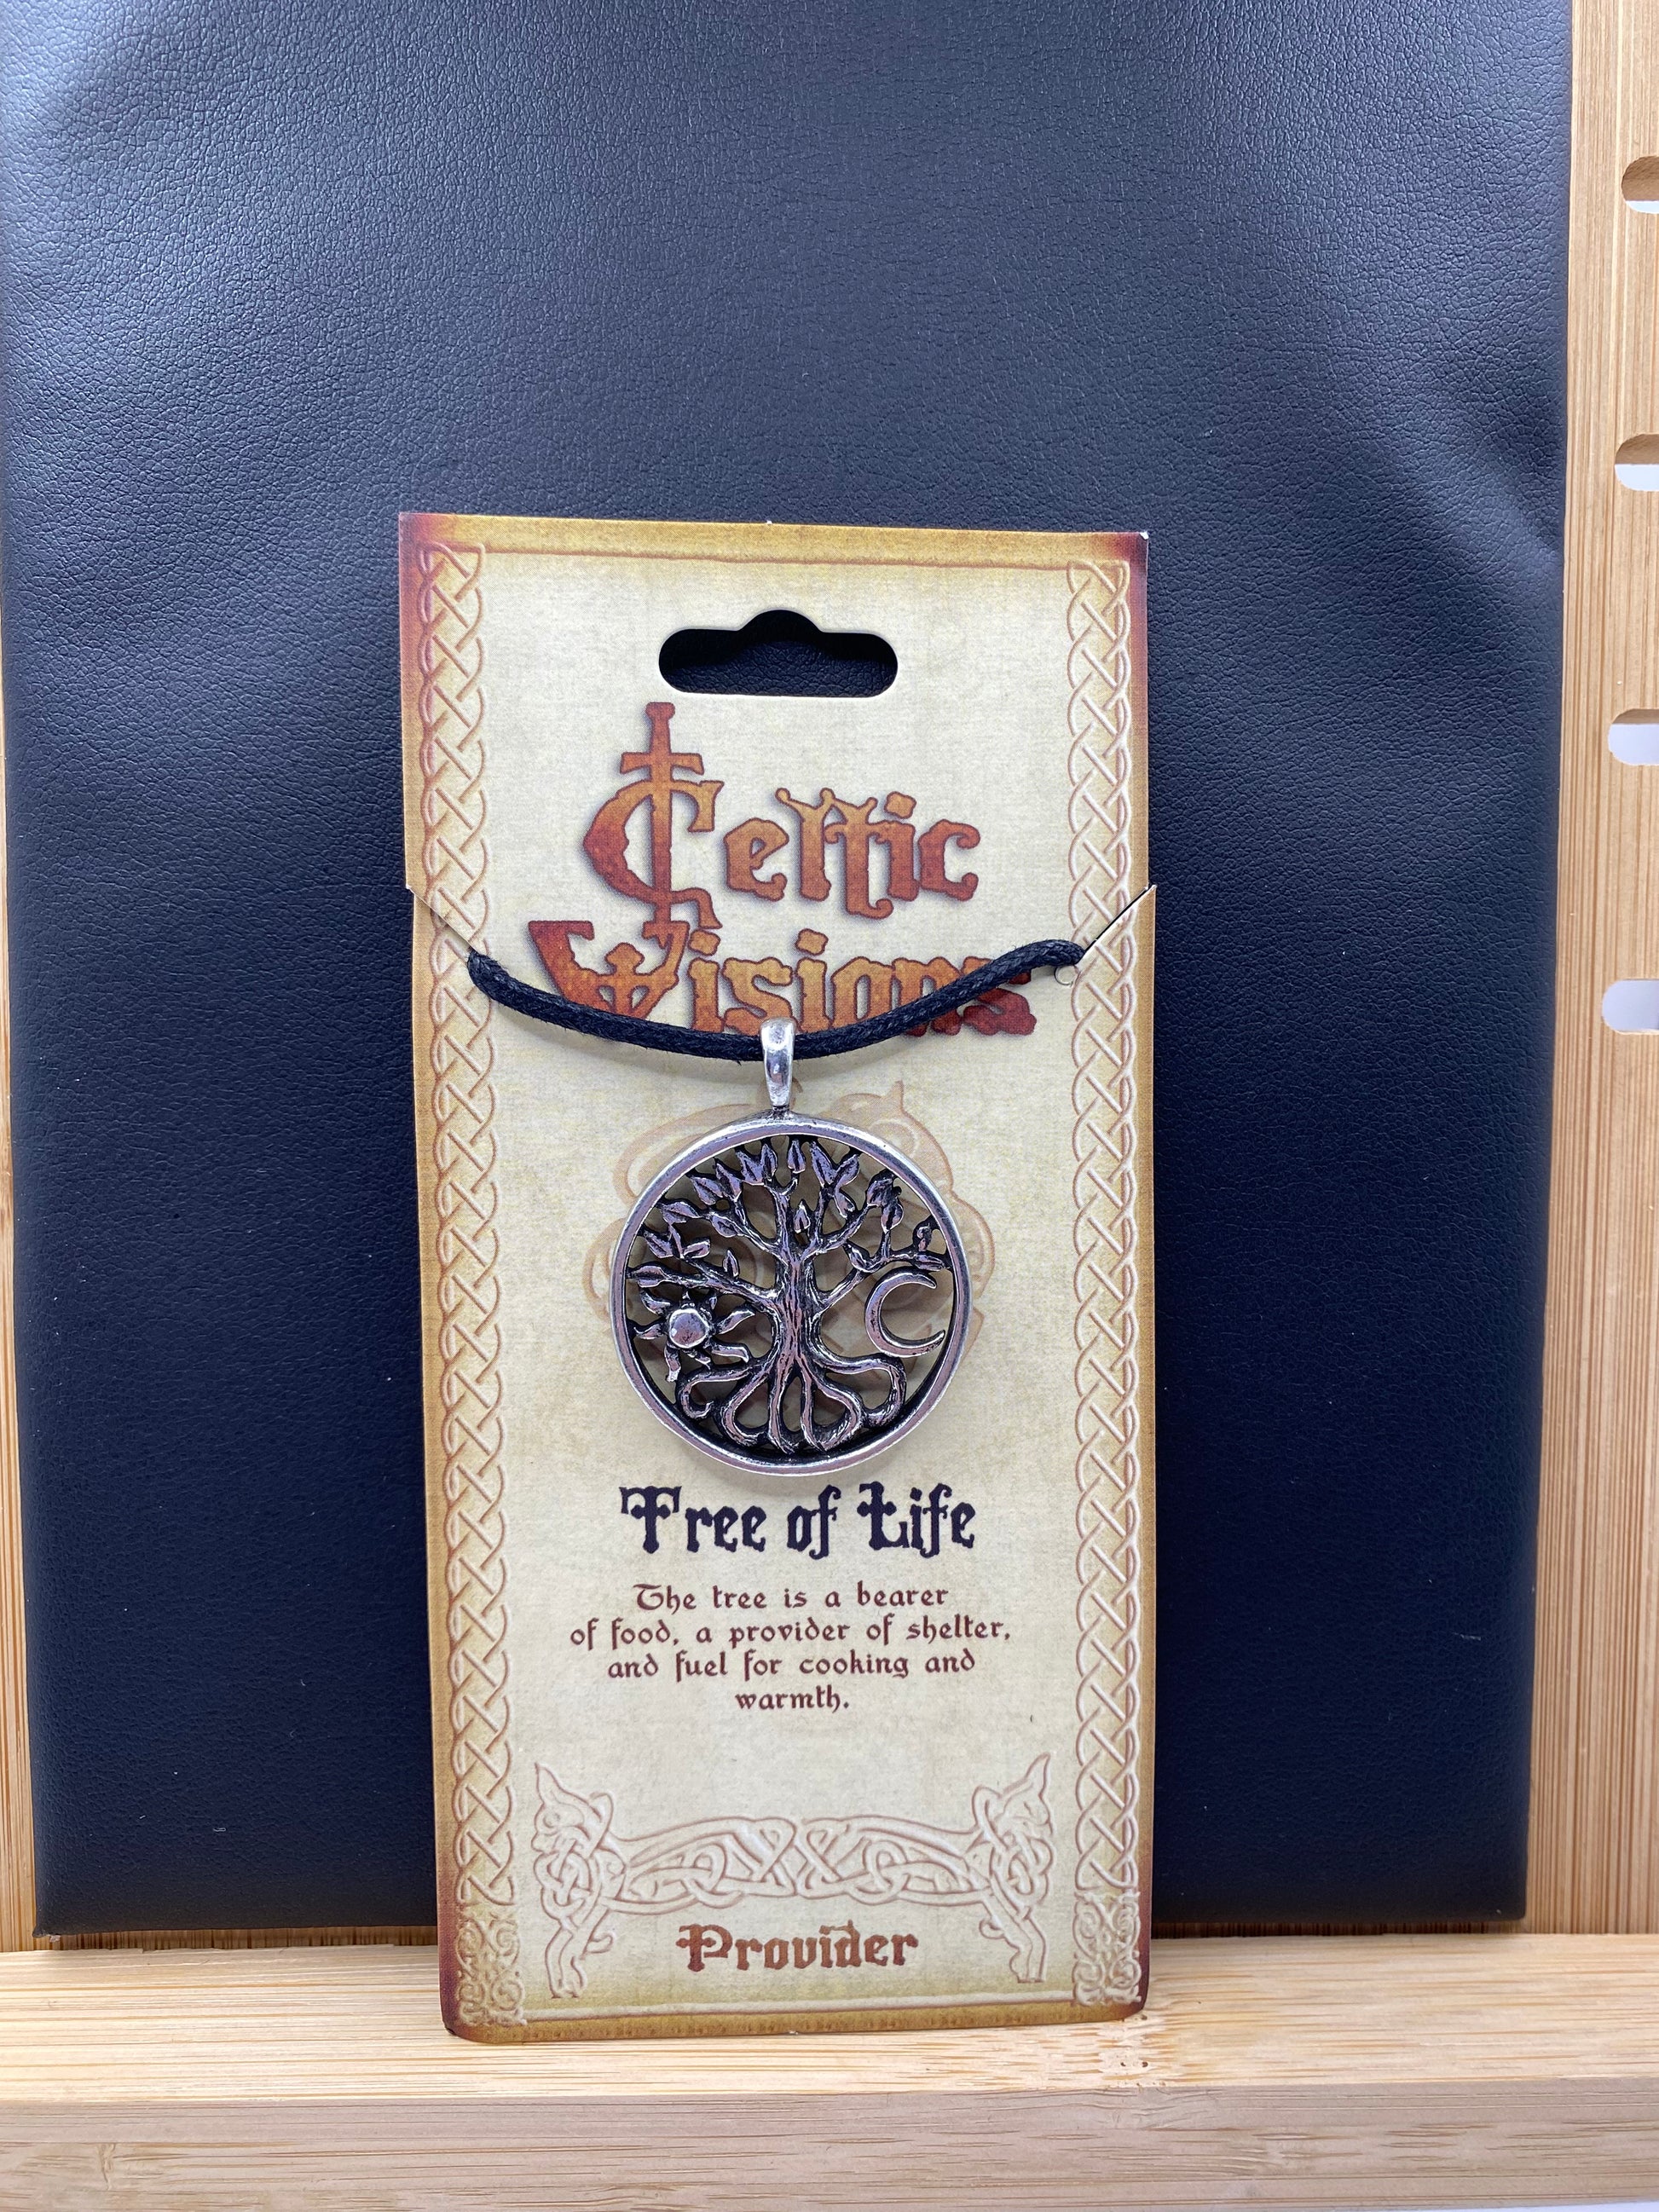 Celtic
Visions
Tree of Life
The tree is a bearer
of food, a provider of shelter,
and fuel for cooking and
warmth.
Provider